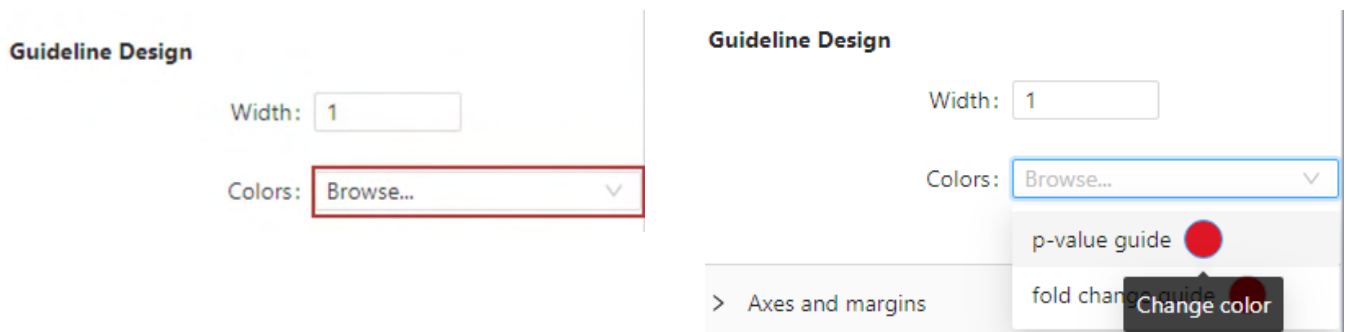 Guideline Design
Width: 1
Colors: Browse...
Guideline Design
Width: 1
Colors: Browse...
p-value guide
fold change guide
Change color
> Axes and margins